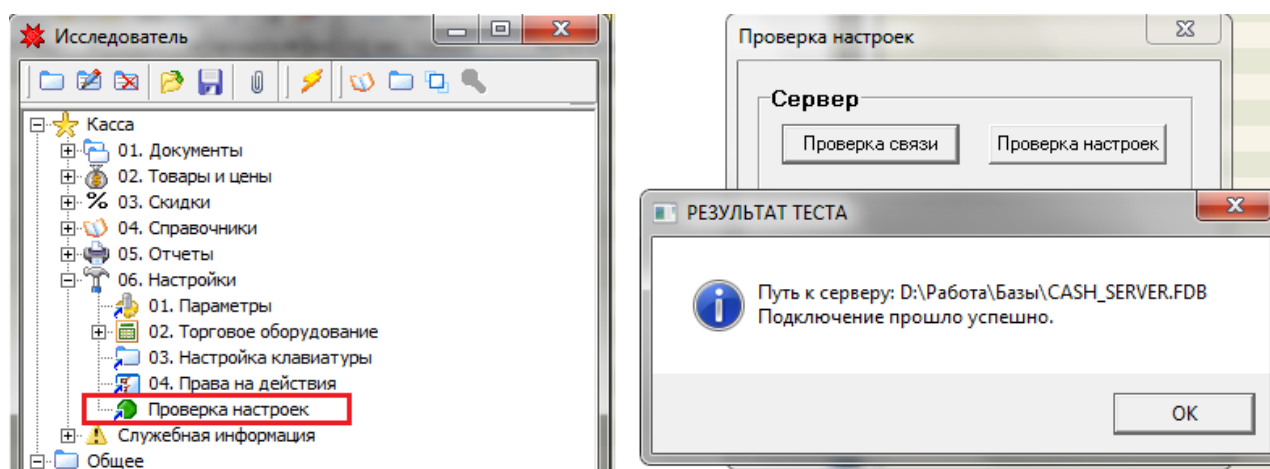 Исследователь
Касса
01. Документы
02. Товары и цены
03. Скидки
04. Справочники
05. Отчеты
06. Настройки
01. Параметры
02. Торговое оборудование
03. Настройка клавиатуры
04. Права на действия
Проверка настроек
Служебная информация
Общее
Проверка настроек
Сервер
Проверка связи
Проверка настроек
РЕЗУЛЬТАТ ТЕСТА
Путь к серверу: D:\Работа\Базы\CASH_SERVER.FDB
Подключение прошло успешно.
ОК